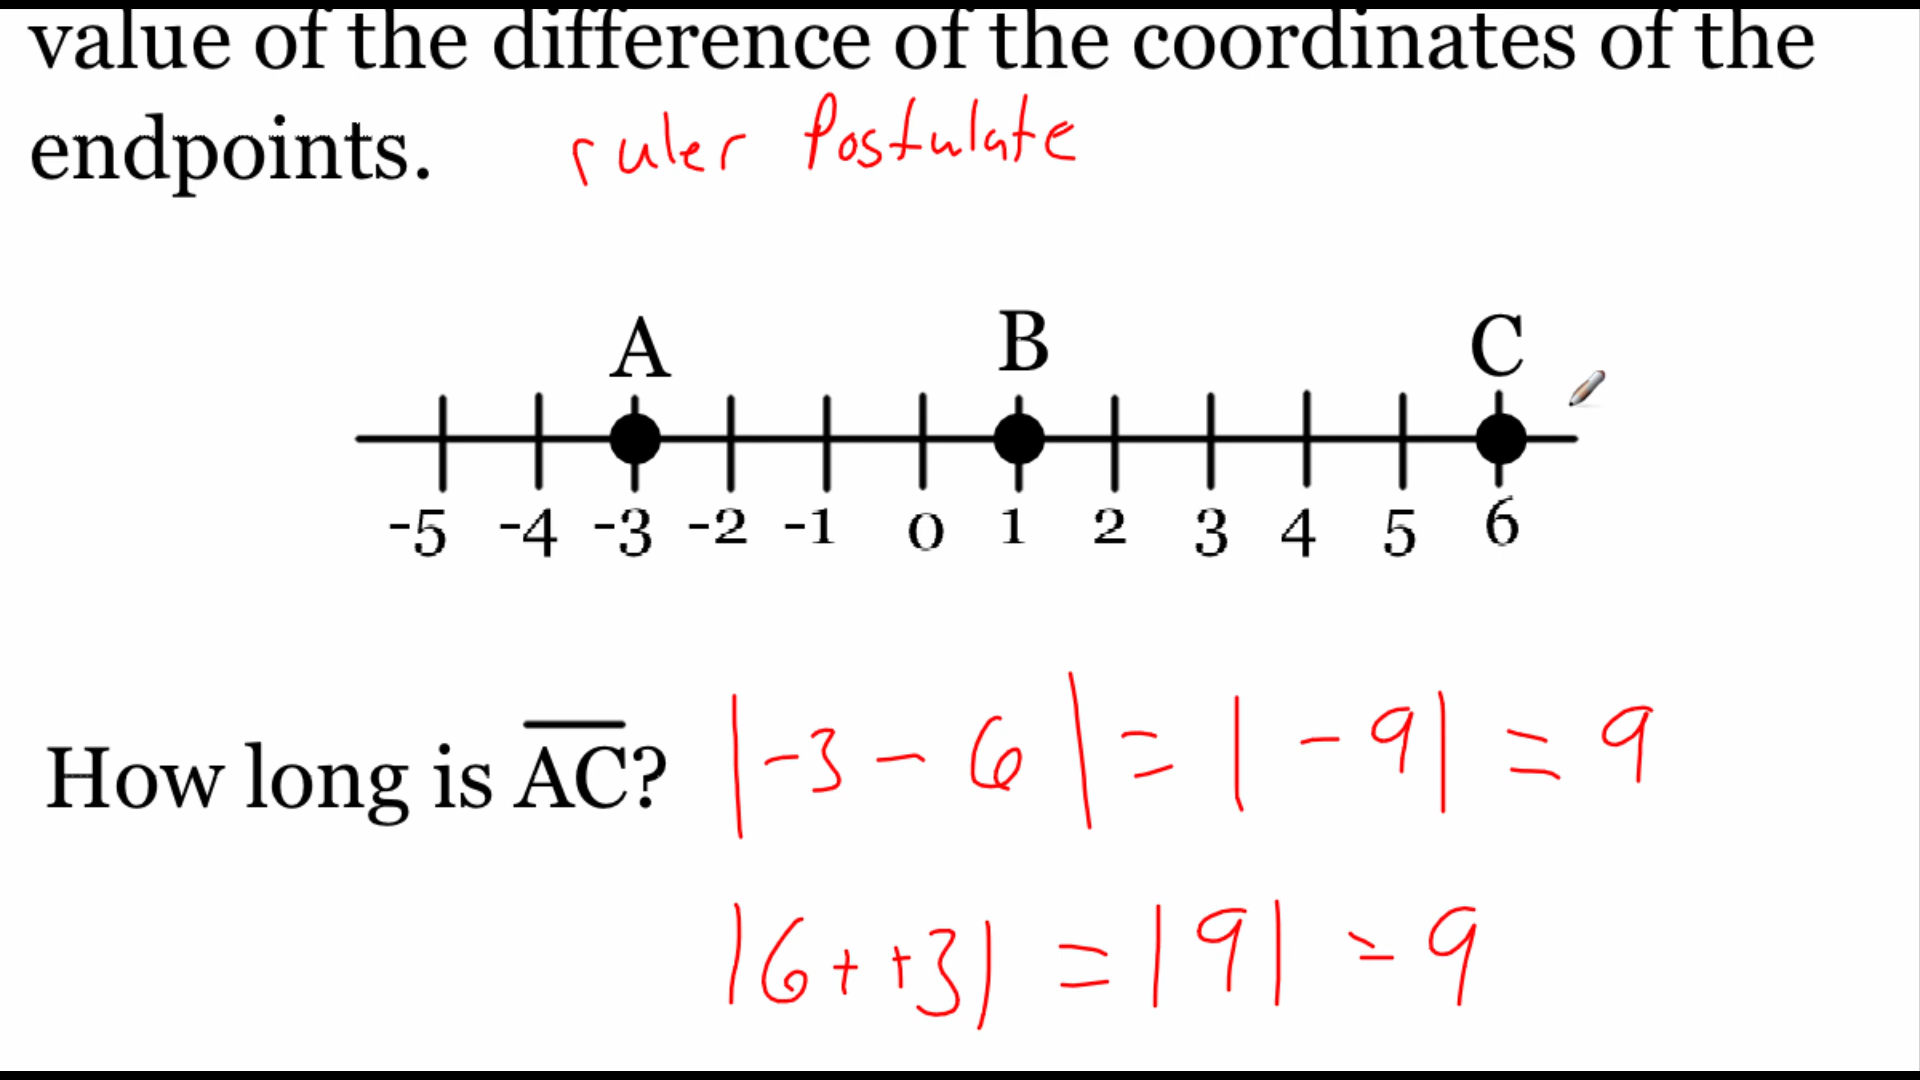 value of the difference of the coordinates of the
endpoints. ruler Postulate
A B C
-5 -4 -3 -2 -1 0 1 2 3 4 5 6
How long is AC? |-3 - 6| = |-9| = 9
|6 + +3| = |9| = 9